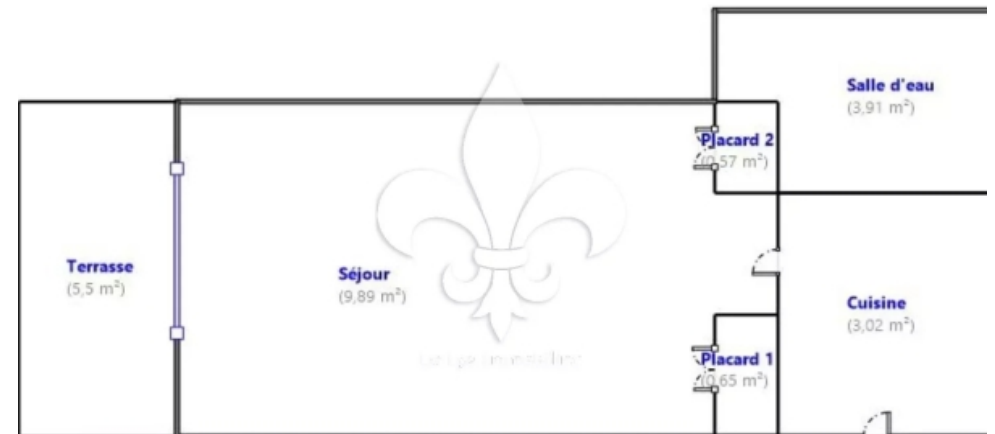 Salle d'eau
(3,91 m²)
Placard 2
(0,57 m²)
Terrasse
(5,5 m²)
Séjour
(9,89 m²)
Cuisine
(3,02 m²)
Placard 1
(0,65 m²)